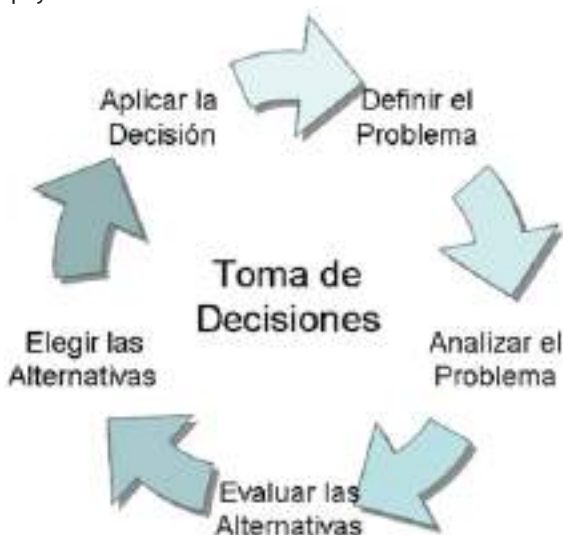 Aplicar la
Decisión
Definir el
Problema
Toma de
Decisiones
Elegir las
Alternativas
Analizar el
Problema
Evaluar las
Alternativas